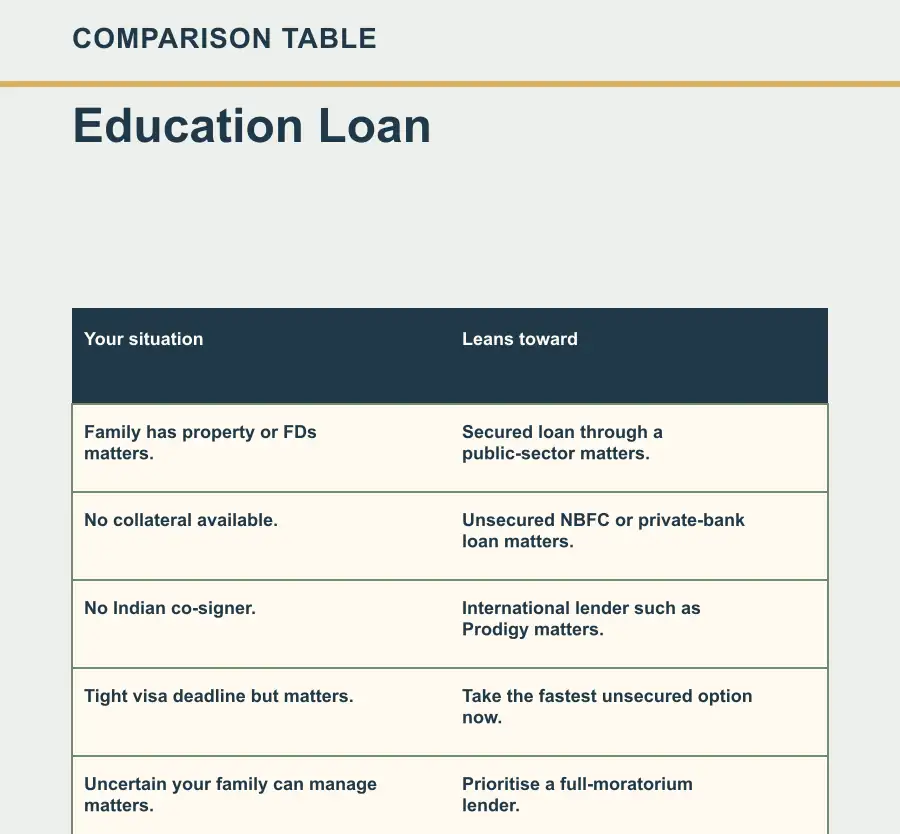 COMPARISON TABLE
Education Loan
Your situation
Leans toward
Family has property or FDs
matters.
Secured loan through a
public-sector matters.
No collateral available.
Unsecured NBFC or private-bank
loan matters.
No Indian co-signer.
International lender such as
Prodigy matters.
Tight visa deadline but matters.
Take the fastest unsecured option
now.
Uncertain your family can manage
matters.
Prioritise a full-moratorium
lender.